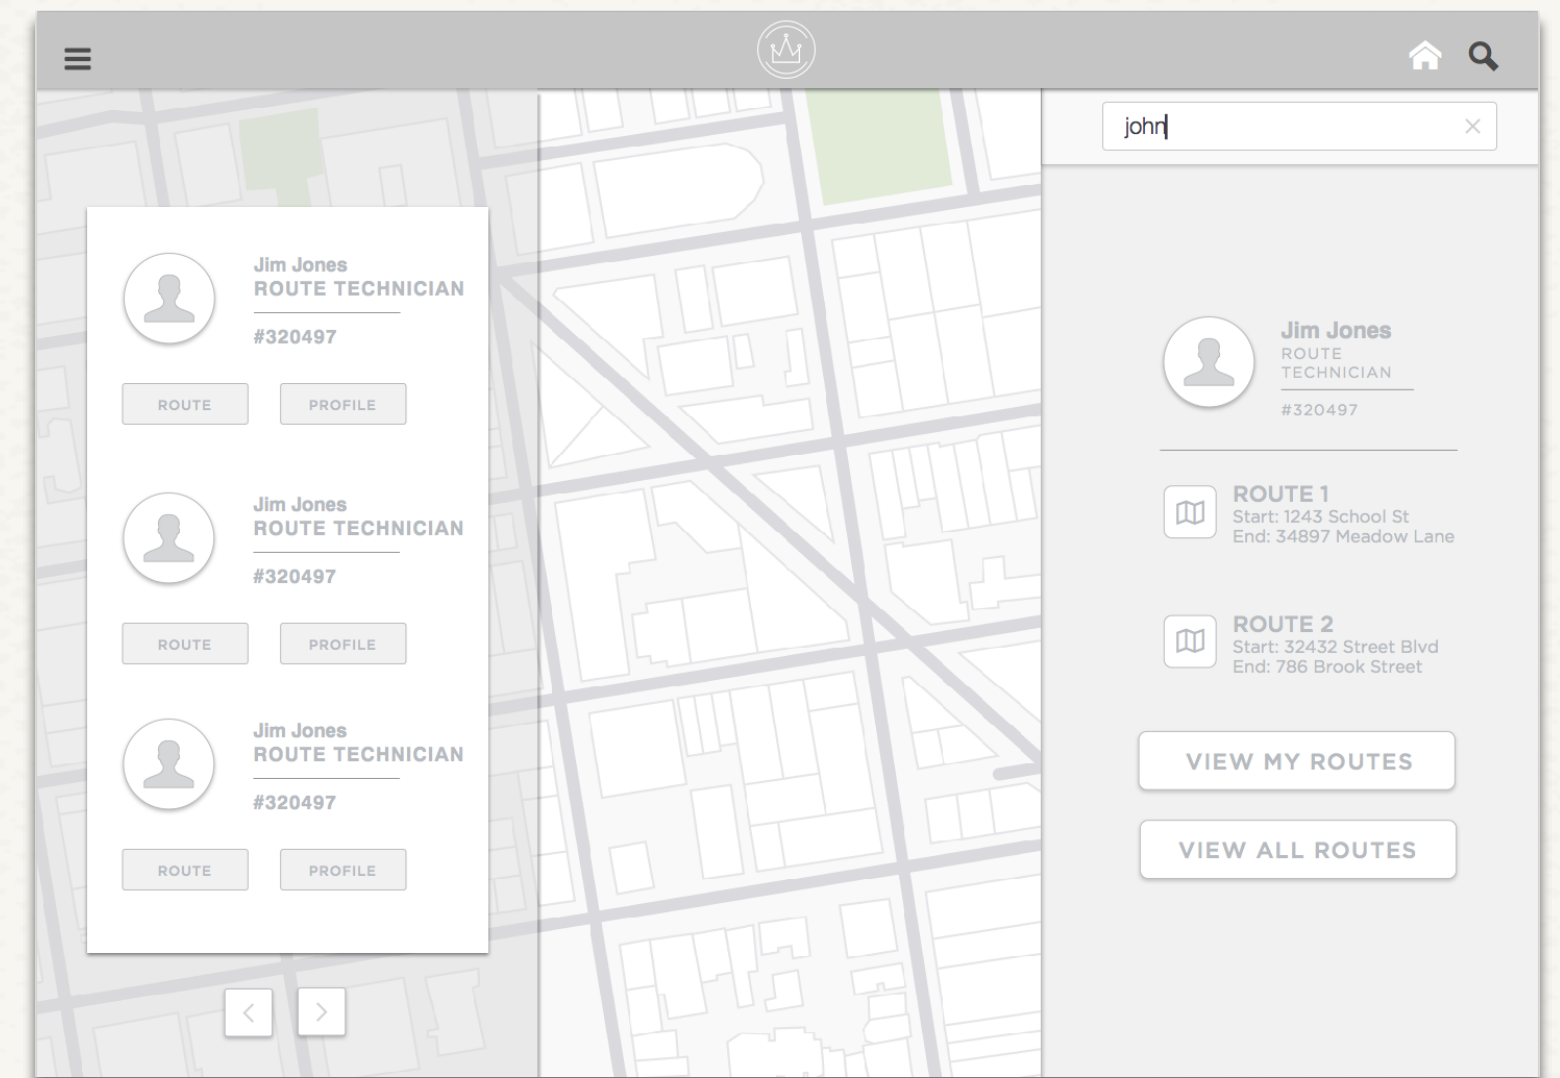 john
Jim Jones
ROUTE TECHNICIAN
#320497
ROUTE
PROFILE
Jim Jones
ROUTE TECHNICIAN
#320497
ROUTE
PROFILE
Jim Jones
ROUTE TECHNICIAN
#320497
ROUTE
PROFILE
Jim Jones
ROUTE
TECHNICIAN
#320497
ROUTE 1
Start: 1243 School St
End: 34897 Meadow Lane
ROUTE 2
Start: 32432 Street Blvd
End: 786 Brook Street
VIEW MY ROUTES
VIEW ALL ROUTES